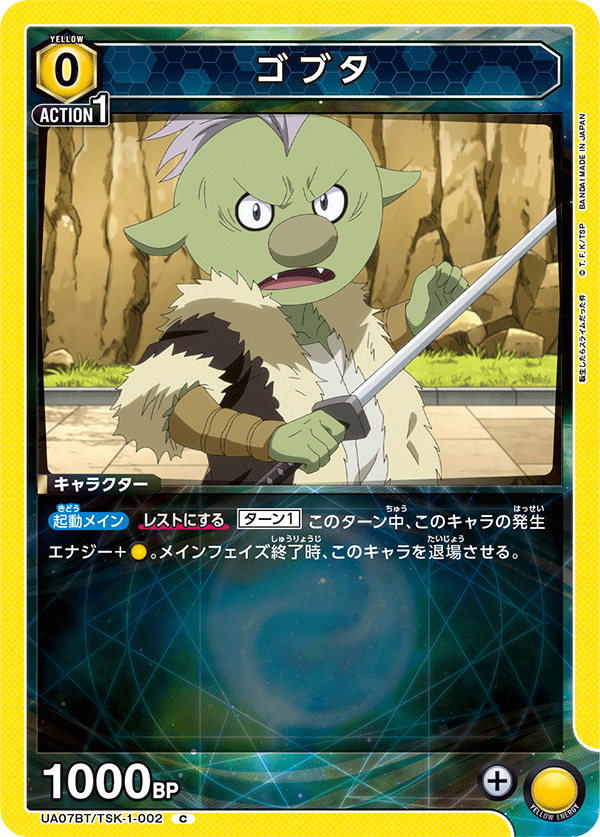 YELLOW
0
ゴブタ
ACTION 1
BANDAI MADE IN JAPAN
© T, F, K/TSP
転生したらスライムだった件
キャラクター
起動メイン レストにする ターン1 このターン中、このキャラの発生
エナジー+ 。メインフェイズ終了時、このキャラを退場させる。
1000BP
YELLOW ENERGY
UA07BT/TSK-1-002 C